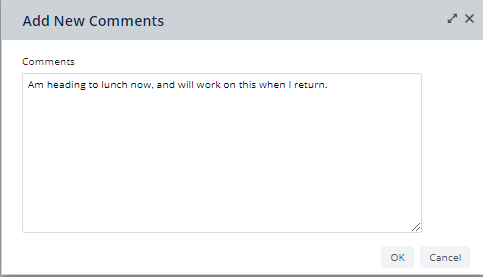 Add New Comments
Comments
Am heading to lunch now, and will work on this when I return.
OK Cancel